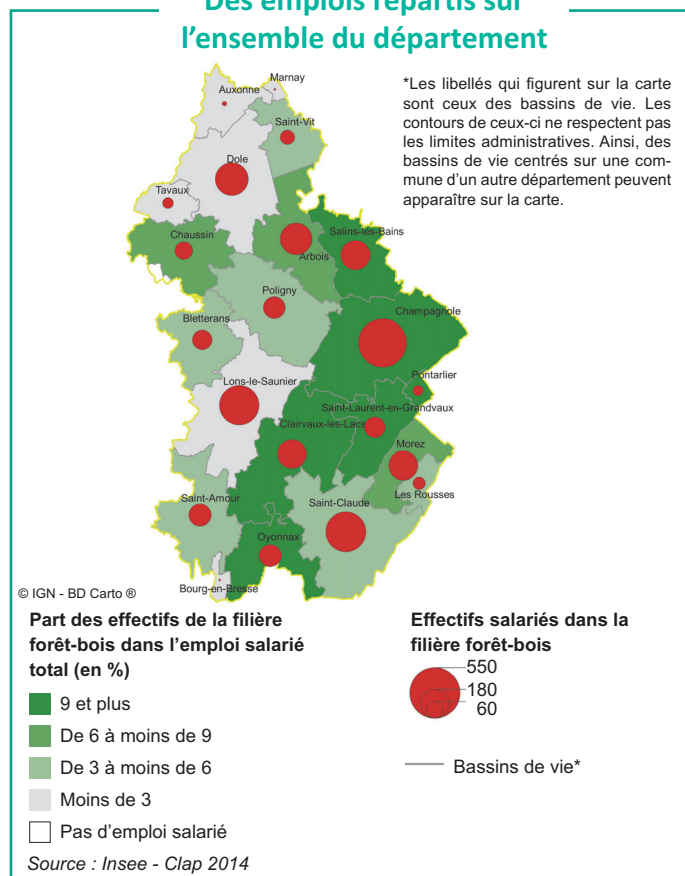 Des emplois répartis sur
l'ensemble du département
*Les libellés qui figurent sur la carte
sont ceux des bassins de vie. Les
contours de ceux-ci ne respectent pas
les limites administratives. Ainsi, des
bassins de vie centrés sur une com-
mune d'un autre département peuvent
apparaître sur la carte.
Marnay
Auxonne
Saint-Vit
Dole
Tavaux
Chaussin
Salins-les-Bains
Arbois
Poligny
Champagnole
Bletterans
Pontarlier
Lons-le-Saunier
Saint-Laurent-en-Grandvaux
Clairvaux-les-Lacs
Morez
Les Rousses
Saint-Amour
Saint-Claude
Oyonnax
Bourg-en-Bresse
© IGN - BD Carto ®
Part des effectifs de la filière
forêt-bois dans l'emploi salarié
total (en %)
9 et plus
De 6 à moins de 9
De 3 à moins de 6
Moins de 3
Pas d'emploi salarié
Effectifs salariés dans la
filière forêt-bois
550
180
60
Bassins de vie*
Source : Insee - Clap 2014